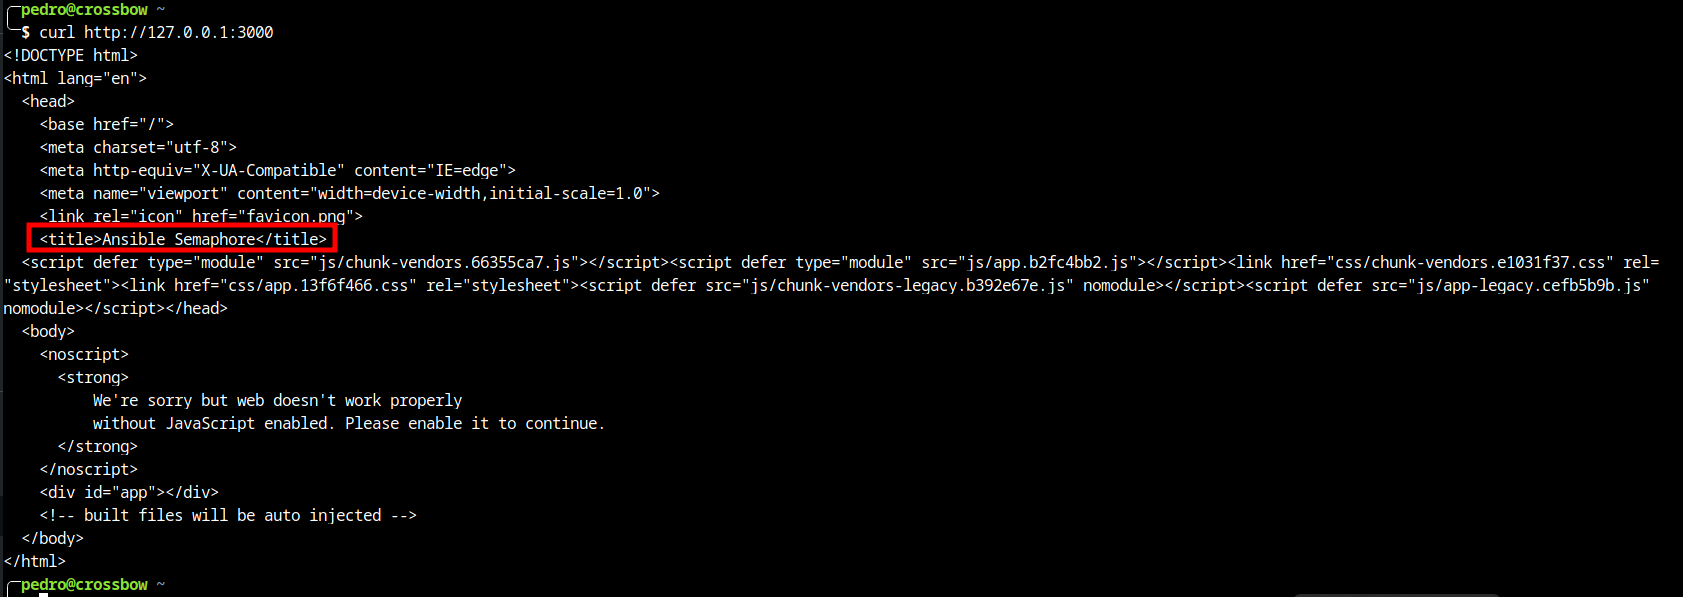 pedro@crossbow ~
$ curl http://127.0.0.1:3000
<!DOCTYPE html>
<html lang="en">
  <head>
    <base href="/">
    <meta charset="utf-8">
    <meta http-equiv="X-UA-Compatible" content="IE=edge">
    <meta name="viewport" content="width=device-width,initial-scale=1.0">
    <link rel="icon" href="favicon.png">
    <title>Ansible Semaphore</title>
  <script defer type="module" src="js/chunk-vendors.66355ca7.js"></script><script defer type="module" src="js/app.b2fc4bb2.js"></script><link href="css/chunk-vendors.e1031f37.css" rel=
"stylesheet"><link href="css/app.13f6f466.css" rel="stylesheet"><script defer src="js/chunk-vendors-legacy.b392e67e.js" nomodule></script><script defer src="js/app-legacy.cefb5b9b.js"
nomodule></script></head>
  <body>
    <noscript>
      <strong>
          We're sorry but web doesn't work properly
          without JavaScript enabled. Please enable it to continue.
      </strong>
    </noscript>
    <div id="app"></div>
    <!-- built files will be auto injected -->
  </body>
</html>
pedro@crossbow ~